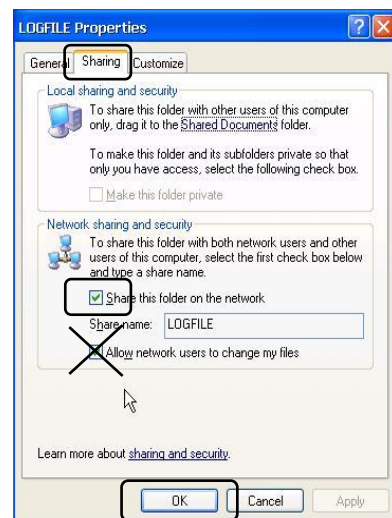 LOGFILE Properties
General Sharing Customize
Local sharing and security
To share this folder with other users of this computer
only, drag it to the Shared Documents folder.
To make this folder and its subfolders private so that
only you have access, select the following check box.
Make this folder private
Network sharing and security
To share this folder with both network users and other
users of this computer, select the first check box below
and type a share name.
Share this folder on the network
Share name: LOGFILE
Allow network users to change my files
Learn more about sharing and security.
OK Cancel Apply